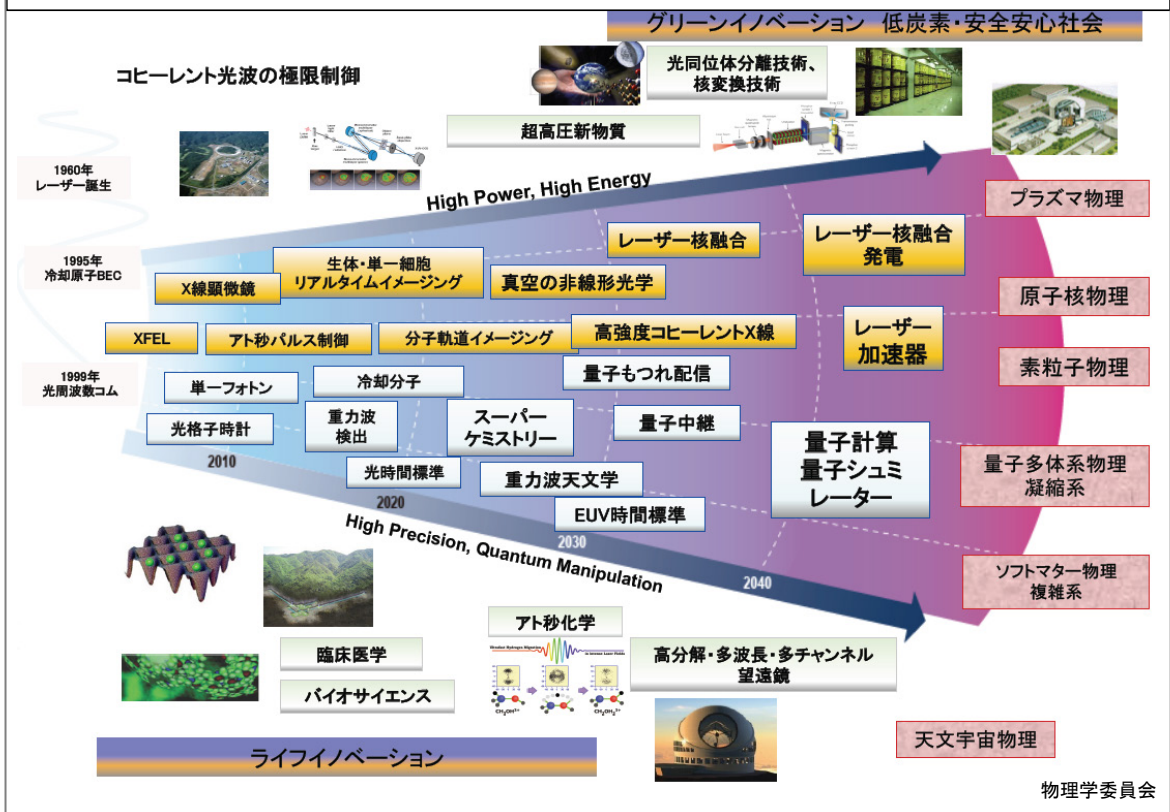 グリーンイノベーション 低炭素・安全安心社会
コヒーレント光波の極限制御
光同位体分離技術、
核変換技術
超高圧新物質
1960年
レーザー誕生
High Power, High Energy
プラズマ物理
レーザー核融合
レーザー核融合
発電
1995年
冷却原子BEC
生体・単一細胞
リアルタイムイメージング
X線顕微鏡
真空の非線形光学
原子核物理
XFEL
アト秒パルス制御
分子軌道イメージング
高強度コヒーレントX線
レーザー
加速器
素粒子物理
1999年
光周波数コム
単一フォトン
冷却分子
量子もつれ配信
光格子時計
重力波
検出
スーパー
ケミストリー
量子中継
量子計算
量子シュミ
レーター
量子多体系物理
凝縮系
2010
光時間標準
重力波天文学
2020
EUV時間標準
High Precision, Quantum Manipulation
2030
2040
ソフトマター物理
複雑系
アト秒化学
臨床医学
バイオサイエンス
高分解・多波長・多チャンネル
望遠鏡
天文宇宙物理
ライフイノベーション
物理学委員会